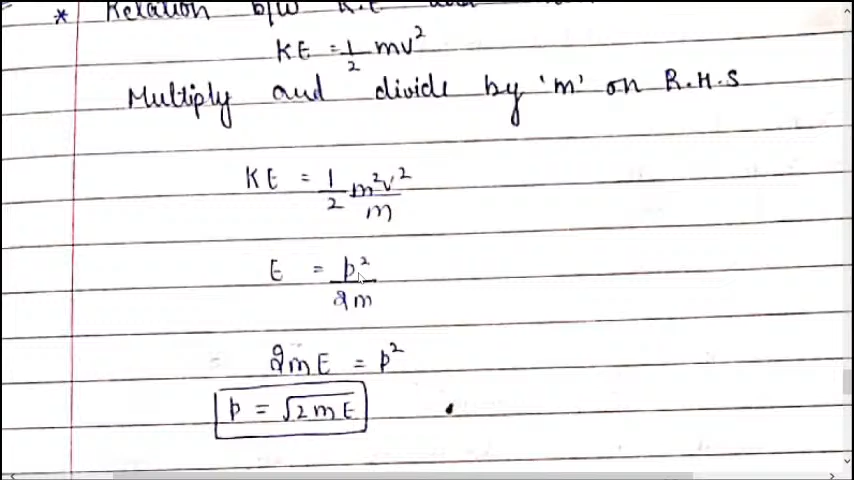 * Relation b/w K.E and
KE = 1/2 mv²
Multiply and divide by 'm' on R.H.S
KE = 1/2 m²v²/m
E = p²/2m
2mE = p²
p = √2mE